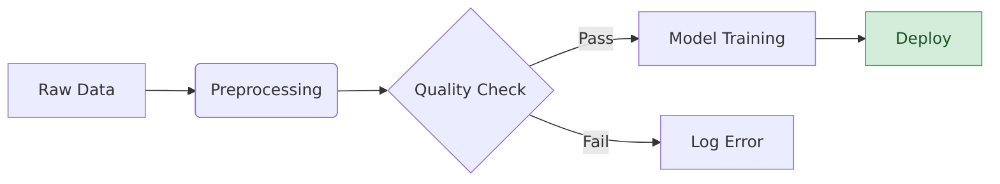 Raw Data
Preprocessing
Quality Check
Pass
Model Training
Deploy
Fail
Log Error